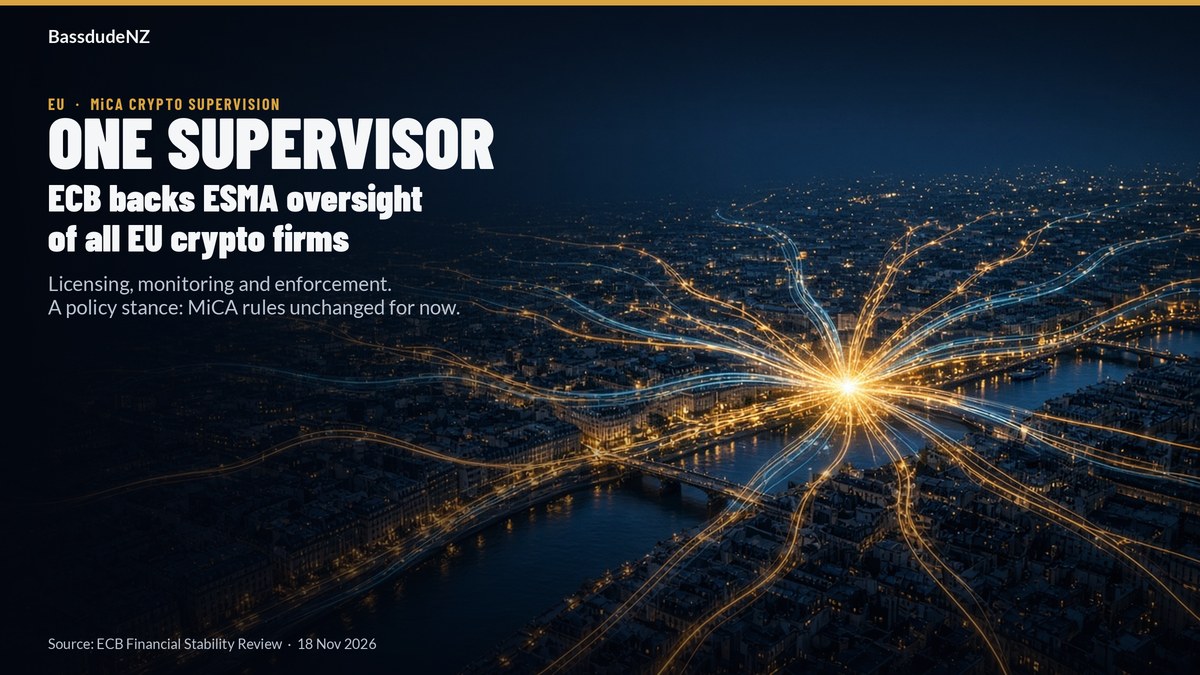 BassdudeNZ
EU · MiCA CRYPTO SUPERVISION
ONE SUPERVISOR
ECB backs ESMA oversight
of all EU crypto firms
Licensing, monitoring and enforcement.
A policy stance: MiCA rules unchanged for now.
Source: ECB Financial Stability Review · 18 Nov 2026